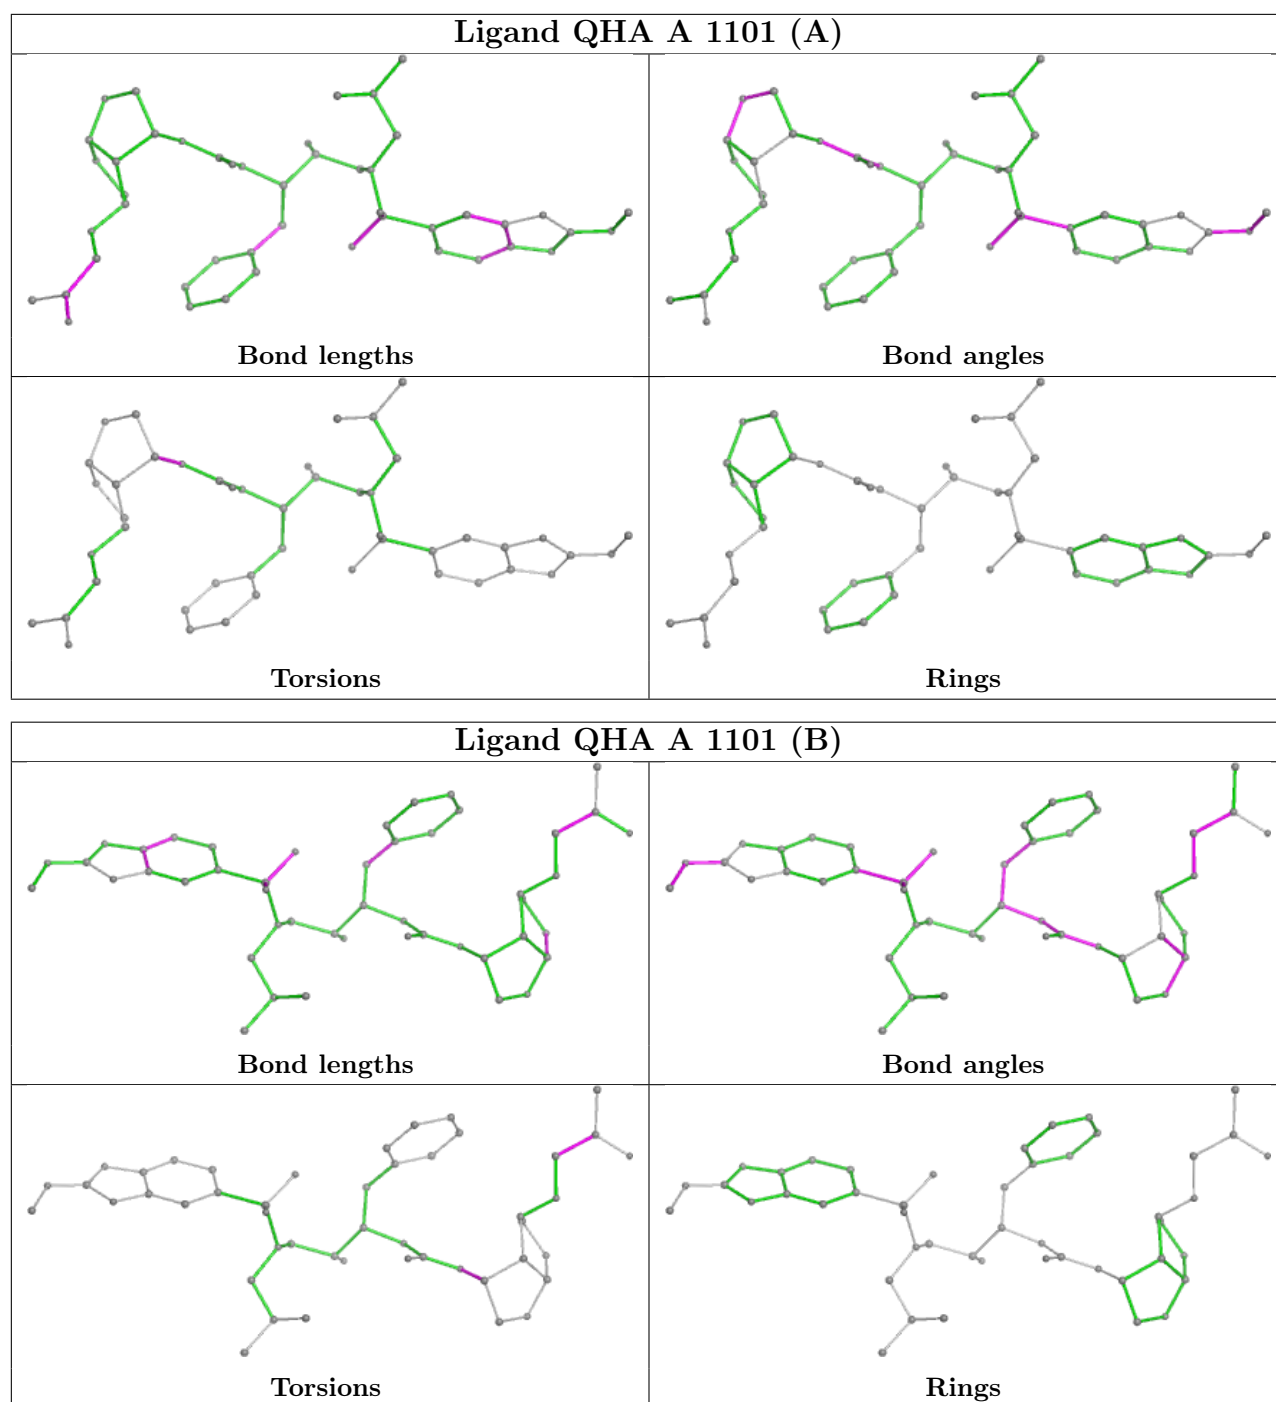 Ligand QHA A 1101 (A)
Bond lengths
Bond angles
Torsions
Rings
Ligand QHA A 1101 (B)
Bond lengths
Bond angles
Torsions
Rings